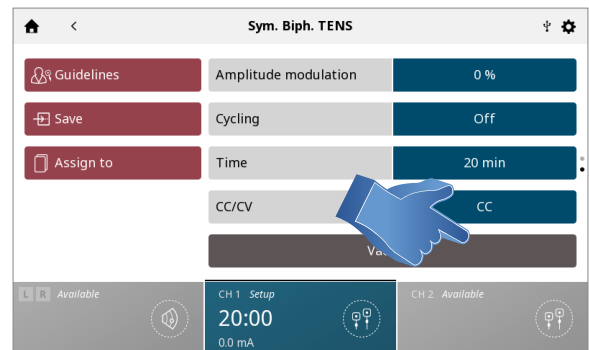 Sym. Biph. TENS
Guidelines
Amplitude modulation
0 %
Save
Cycling
Off
Assign to
Time
20 min
CC/CV
CC
L R Available
CH 1 Setup
20:00
0.0 mA
CH 2 Available